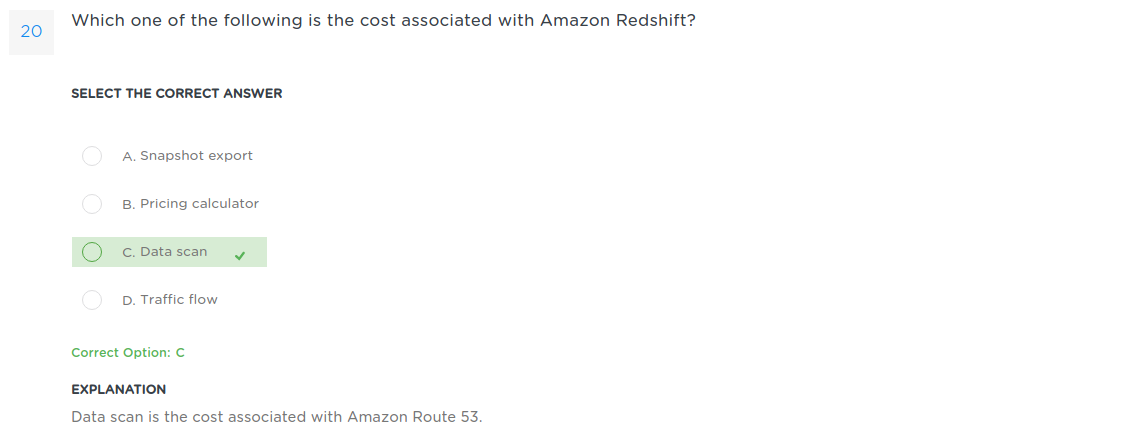 20
Which one of the following is the cost associated with Amazon Redshift?
SELECT THE CORRECT ANSWER
A. Snapshot export
B. Pricing calculator
C. Data scan
D. Traffic flow
Correct Option: C
EXPLANATION
Data scan is the cost associated with Amazon Route 53.